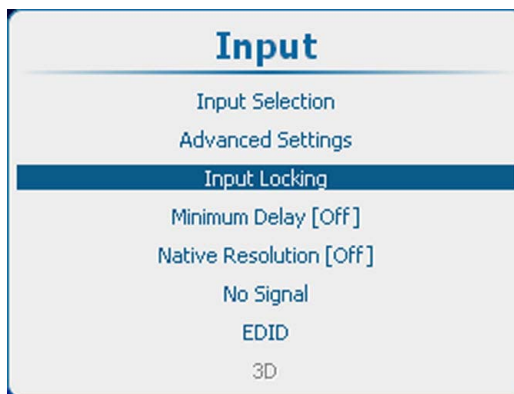 Input
Input Selection
Advanced Settings
Input Locking
Minimum Delay [Off]
Native Resolution [Off]
No Signal
EDID
3D